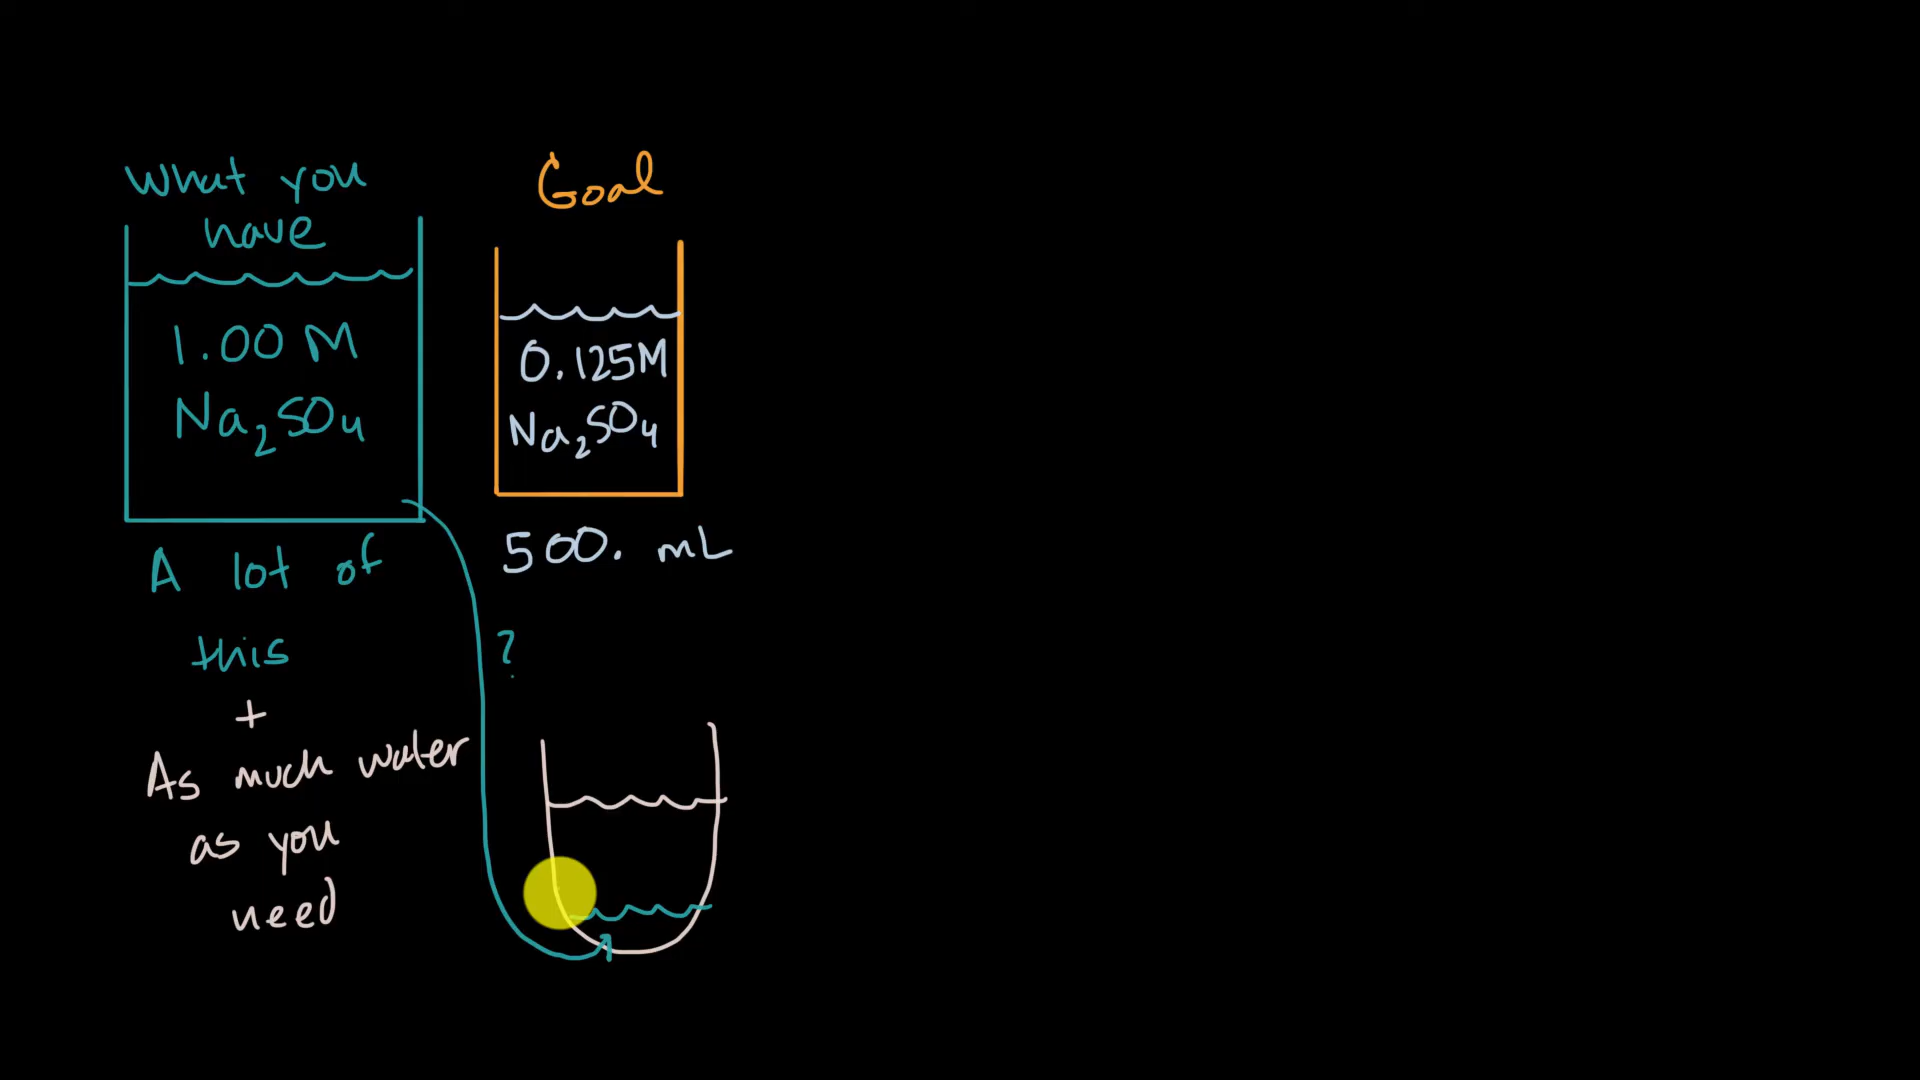 What you
have
1.00 M
Na₂SO₄
A lot of
this
+
As much water
as you
need
Goal
0.125M
Na₂SO₄
500. mL
?